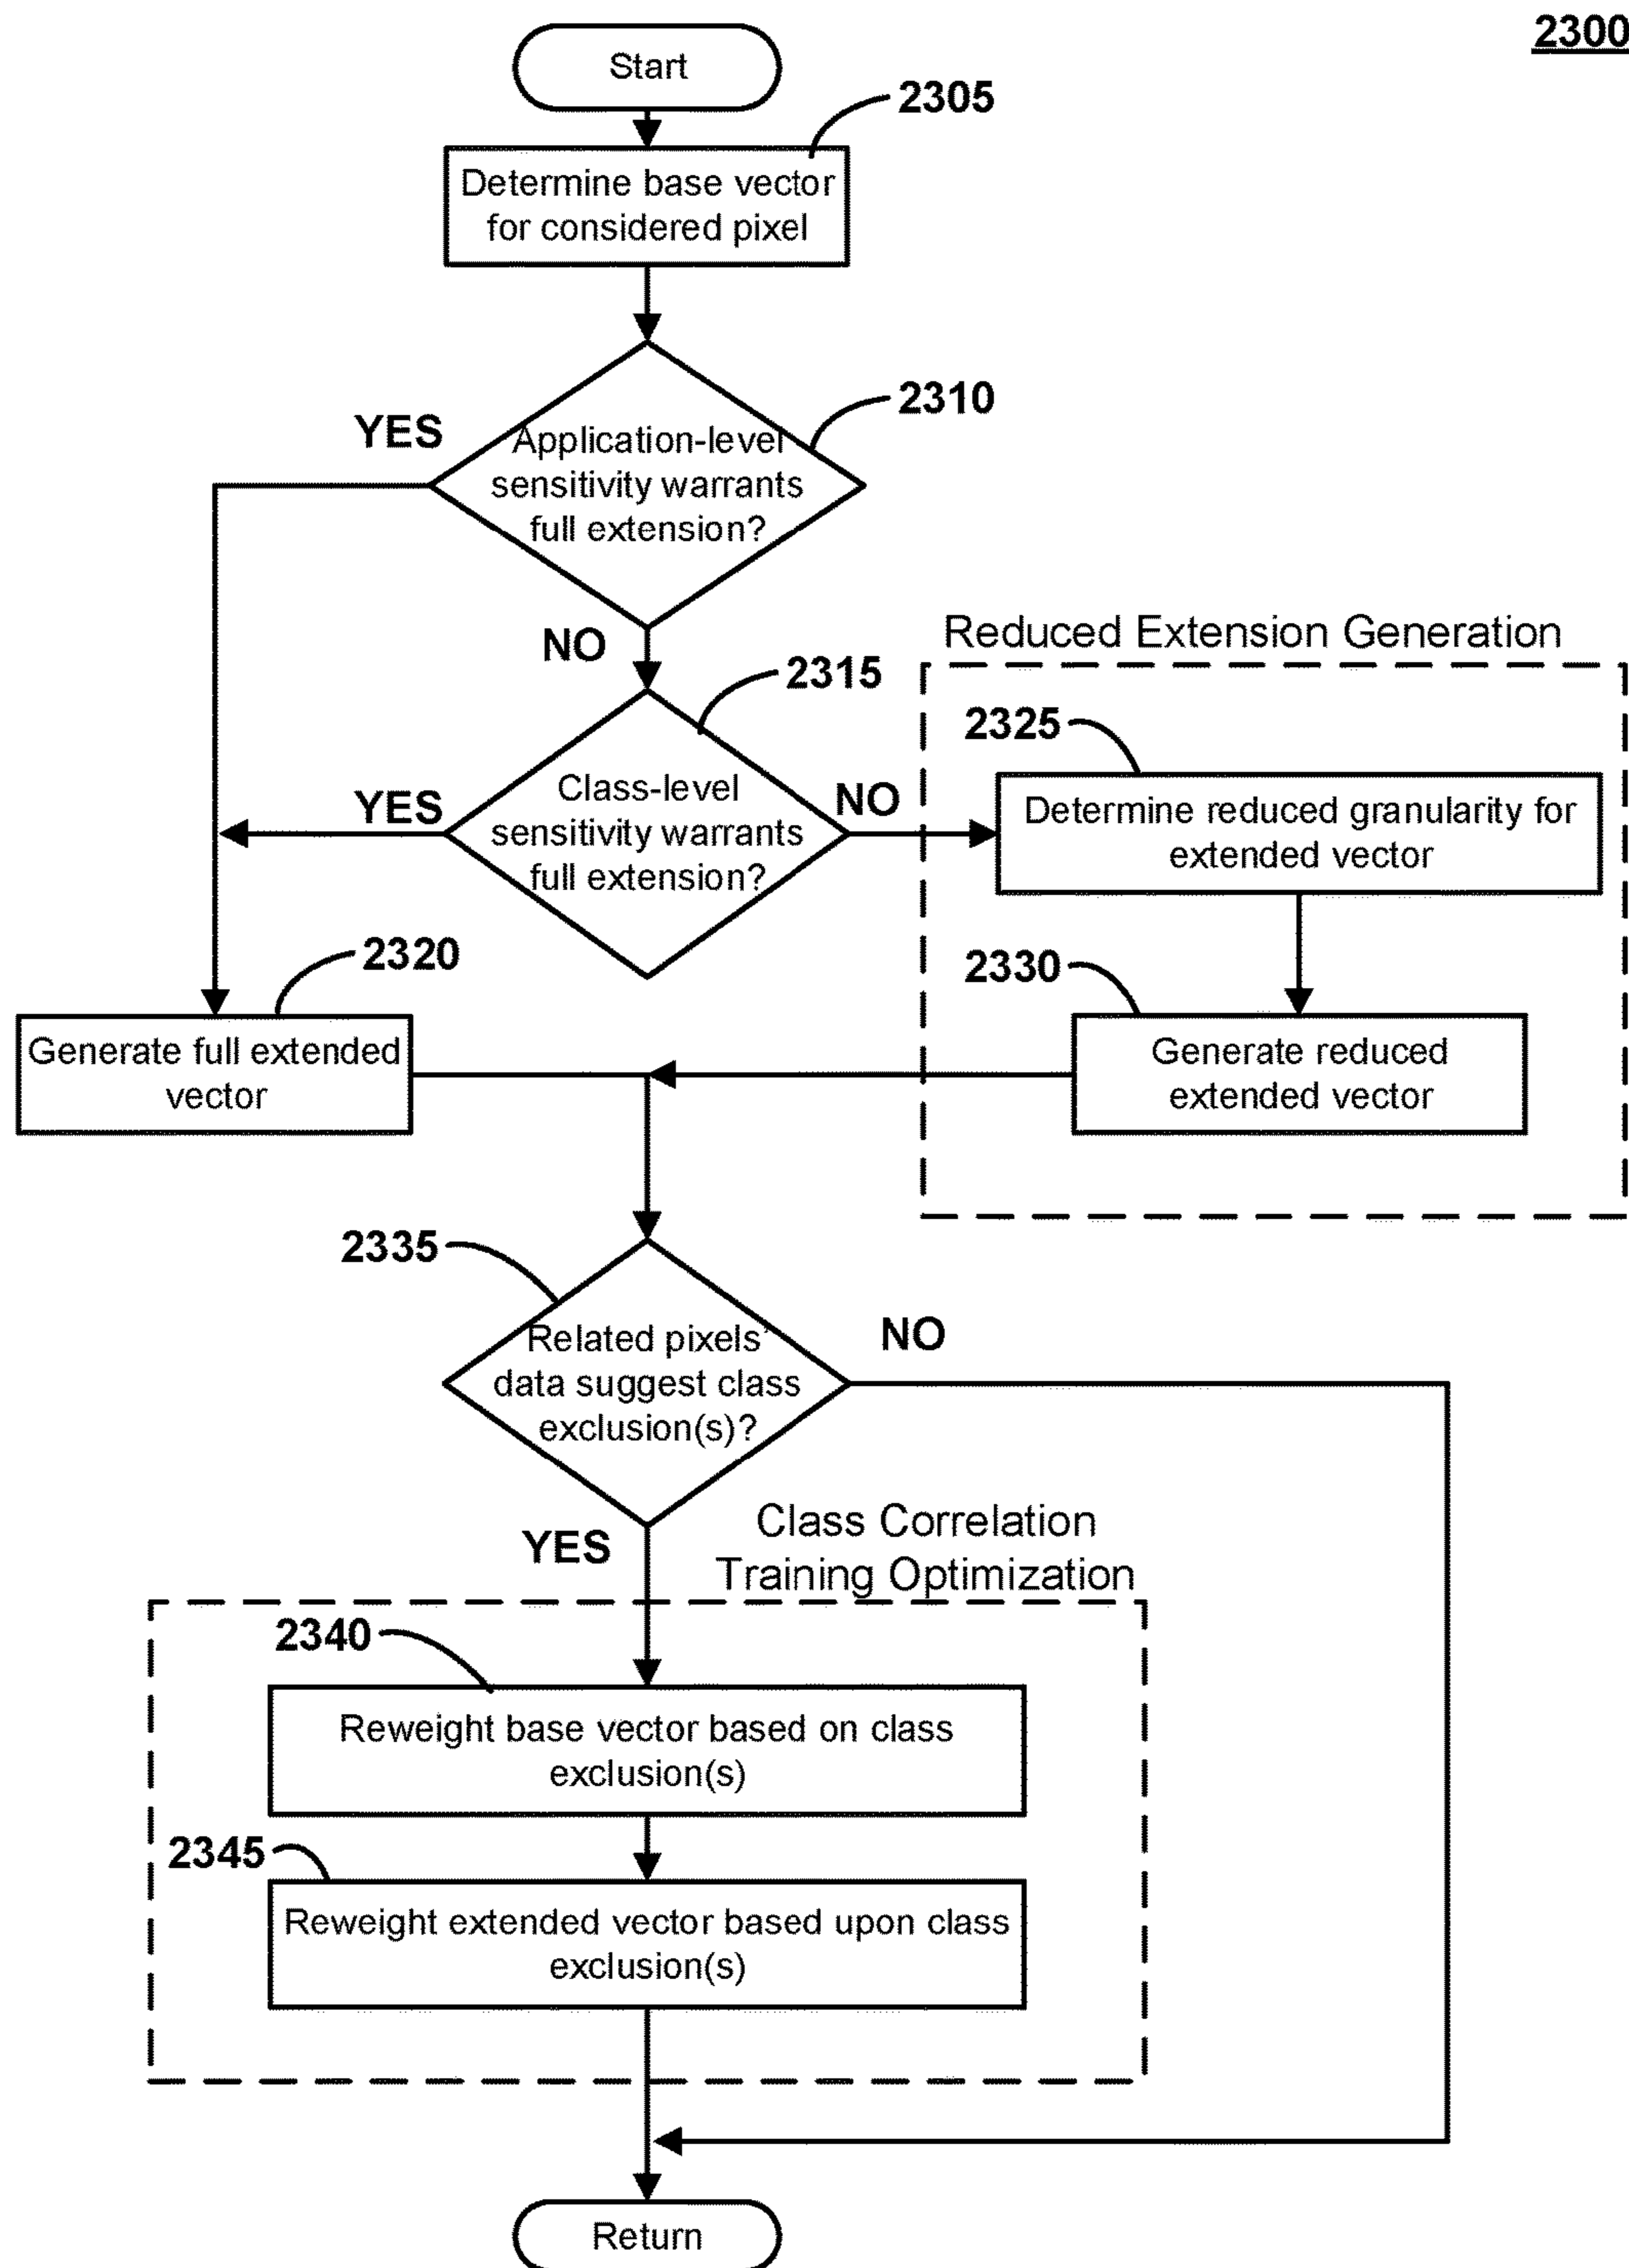 2300
Start
2305
Determine base vector
for considered pixel
2310
YES
Application-level
sensitivity warrants
full extension?
NO
Reduced Extension Generation
2315
2325
Class-level
sensitivity warrants
full extension?
YES
NO
Determine reduced granularity for
extended vector
2320
2330
Generate full extended
vector
Generate reduced
extended vector
2335
Related pixels'
data suggest class
exclusion(s)?
NO
YES
Class Correlation
Training Optimization
2340
Reweight base vector based on class
exclusion(s)
2345
Reweight extended vector based upon class
exclusion(s)
Return